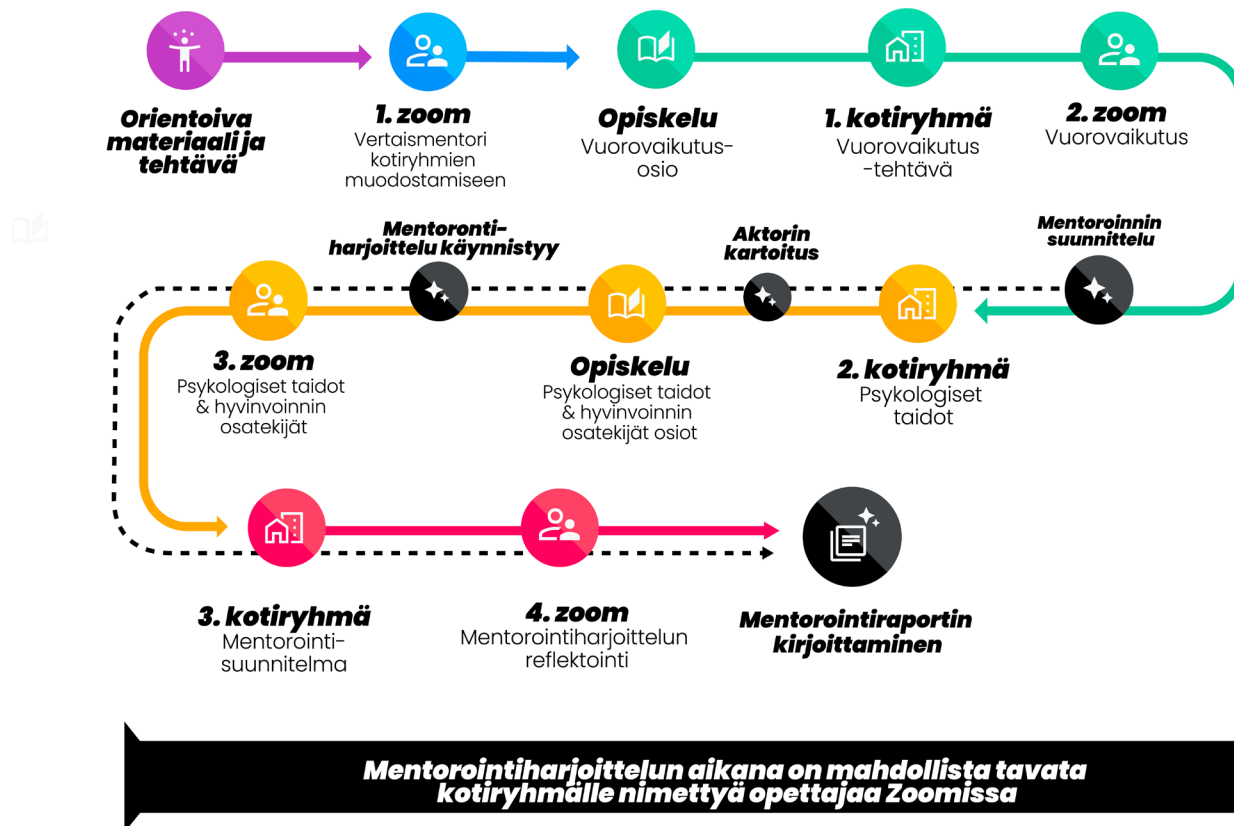 Orientoiva
materiaali ja
tehtävä
1. zoom
Vertaismentori
kotiryhmien
muodostamiseen
Opiskelu
Vuorovaikutus-
osio
1. kotiryhmä
Vuorovaikutus
-tehtävä
2. zoom
Vuorovaikutus
Mentoronti-
harjoittelu käynnistyy
Aktorin
kartoitus
Mentoroinnin
suunnittelu
3. zoom
Psykologiset taidot
& hyvinvoinnin
osatekijät
Opiskelu
Psykologiset taidot
& hyvinvoinnin
osatekijät osiot
2. kotiryhmä
Psykologiset
taidot
3. kotiryhmä
Mentorointi-
suunnitelma
4. zoom
Mentorointiharjoittelun
reflektointi
Mentorointiraportin
kirjoittaminen
Mentorointiharjoittelun aikana on mahdollista tavata
kotiryhmälle nimettyä opettajaa Zoomissa